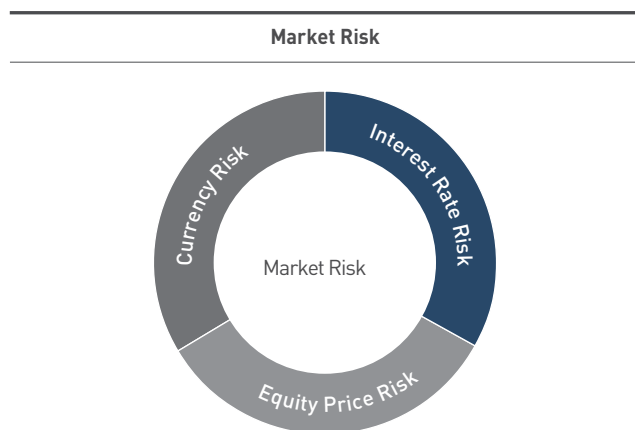 Market Risk
Currency Risk
Interest Rate Risk
Market Risk
Equity Price Risk